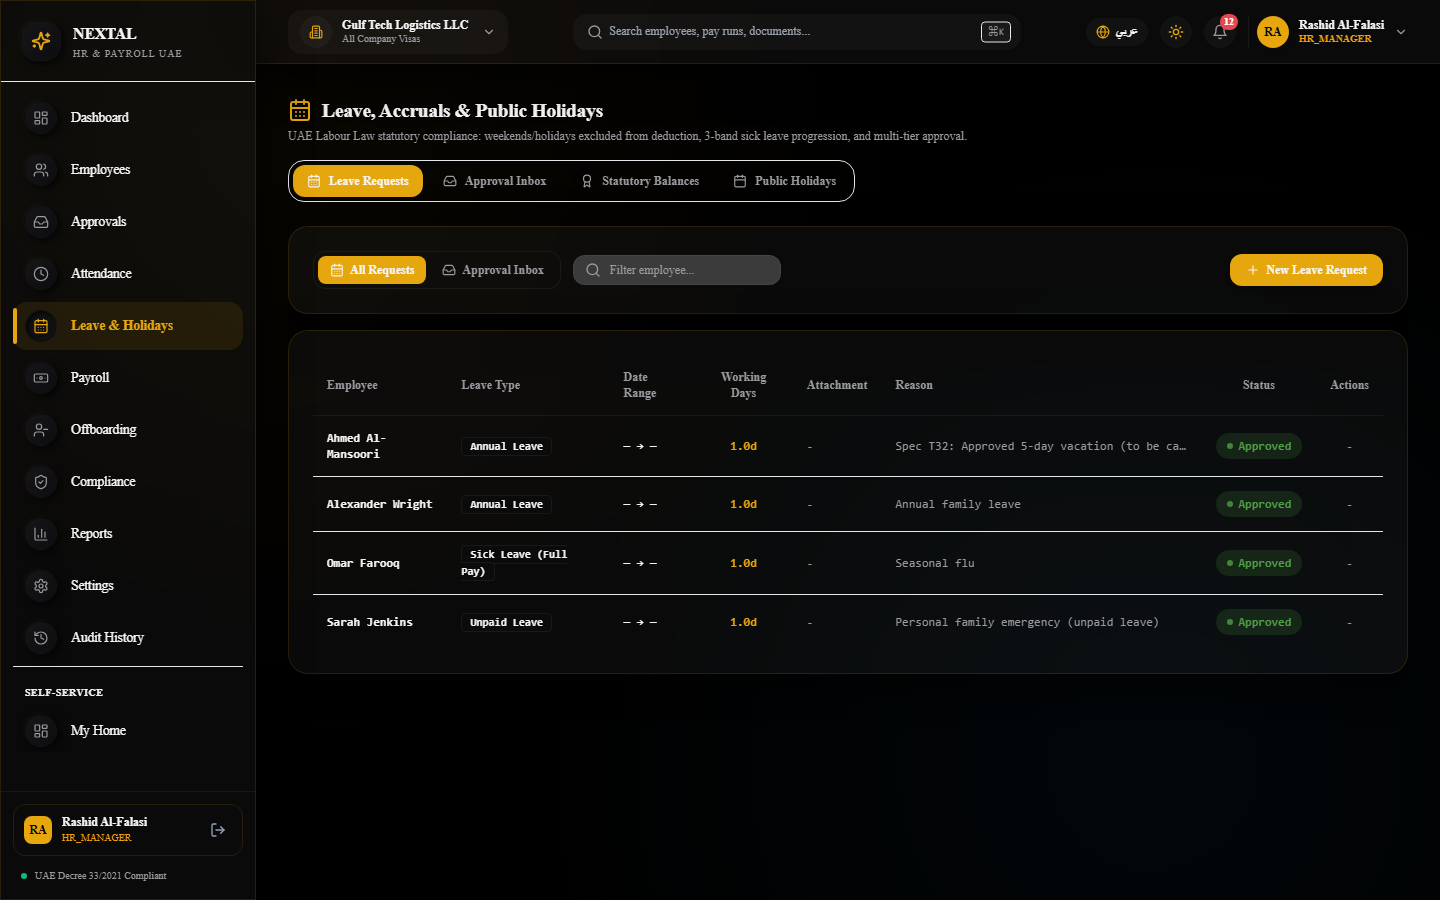 NEXTAL
HR & PAYROLL UAE
Gulf Tech Logistics LLC
All Company Visas
Search employees, pay runs, documents...
⌘K
عربي
12
RA
Rashid Al-Falasi
HR_MANAGER
Dashboard
Employees
Approvals
Attendance
Leave & Holidays
Payroll
Offboarding
Compliance
Reports
Settings
Audit History
SELF-SERVICE
My Home
RA
Rashid Al-Falasi
HR_MANAGER
UAE Decree 33/2021 Compliant
Leave, Accruals & Public Holidays
UAE Labour Law statutory compliance: weekends/holidays excluded from deduction, 3-band sick leave progression, and multi-tier approval.
Leave Requests Approval Inbox Statutory Balances Public Holidays
All Requests Approval Inbox Filter employee... + New Leave Request
Employee Leave Type Date Range Working Days Attachment Reason Status Actions
Ahmed Al-Mansoori Annual Leave — → — 1.0d - Spec T32: Approved 5-day vacation (to be ca… Approved -
Alexander Wright Annual Leave — → — 1.0d - Annual family leave Approved -
Omar Farooq Sick Leave (Full Pay) — → — 1.0d - Seasonal flu Approved -
Sarah Jenkins Unpaid Leave — → — 1.0d - Personal family emergency (unpaid leave) Approved -